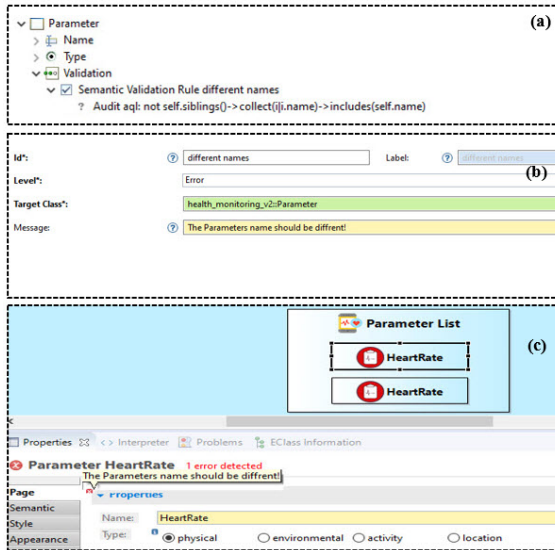 (a)
Parameter
Name
Type
Validation
Semantic Validation Rule different names
? Audit aql: not self.siblings()->collect(i|i.name)->includes(self.name)
Id*: ? different names Label: ? different names
(b)
Level*: Error
Target Class*: health_monitoring_v2::Parameter
Message: ? The Parameters name should be diffrent!
Parameter List
(c)
HeartRate
HeartRate
Properties Interpreter Problems EClass Information
Parameter HeartRate 1 error detected
The Parameters name should be diffrent!
Page
Properties
Semantic
Name: HeartRate
Style
Type: physical environmental activity location
Appearance